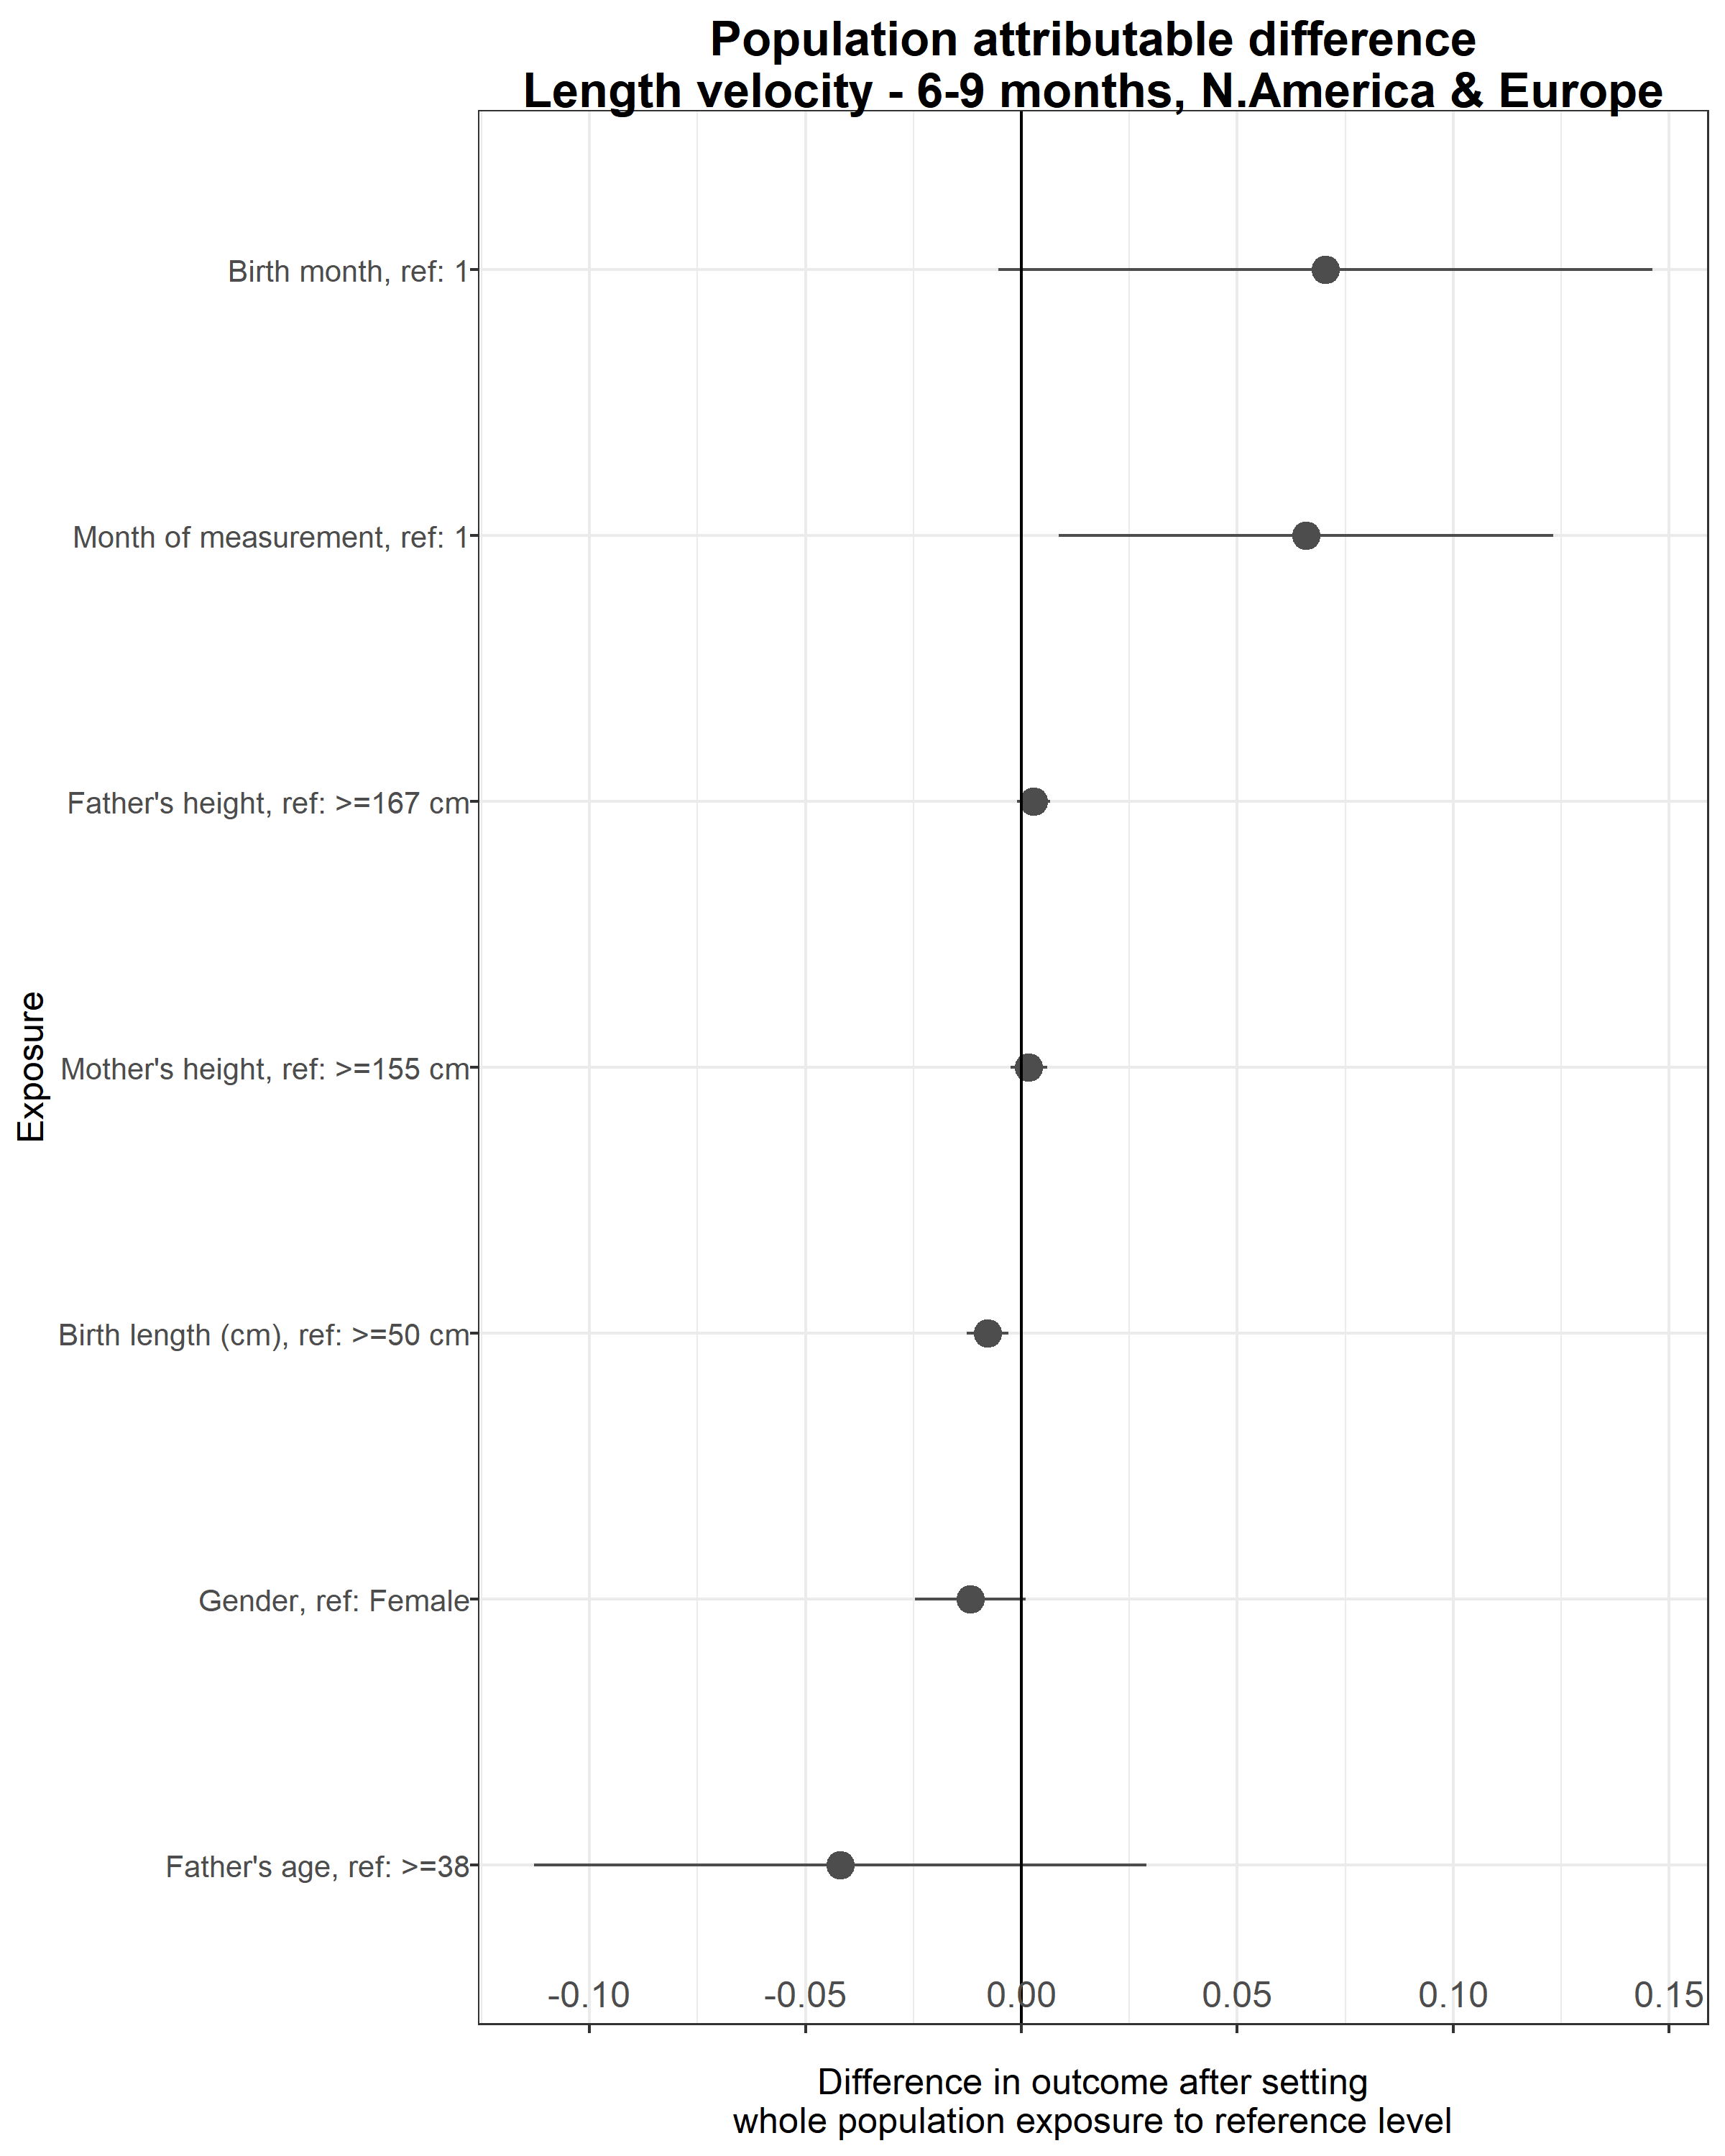 Population attributable difference
Length velocity - 6-9 months, N.America & Europe
Birth month, ref: 1
Month of measurement, ref: 1
Father's height, ref: >=167 cm
Mother's height, ref: >=155 cm
Birth length (cm), ref: >=50 cm
Gender, ref: Female
Father's age, ref: >=38
Exposure
-0.10 -0.05 0.00 0.05 0.10 0.15
Difference in outcome after setting
whole population exposure to reference level